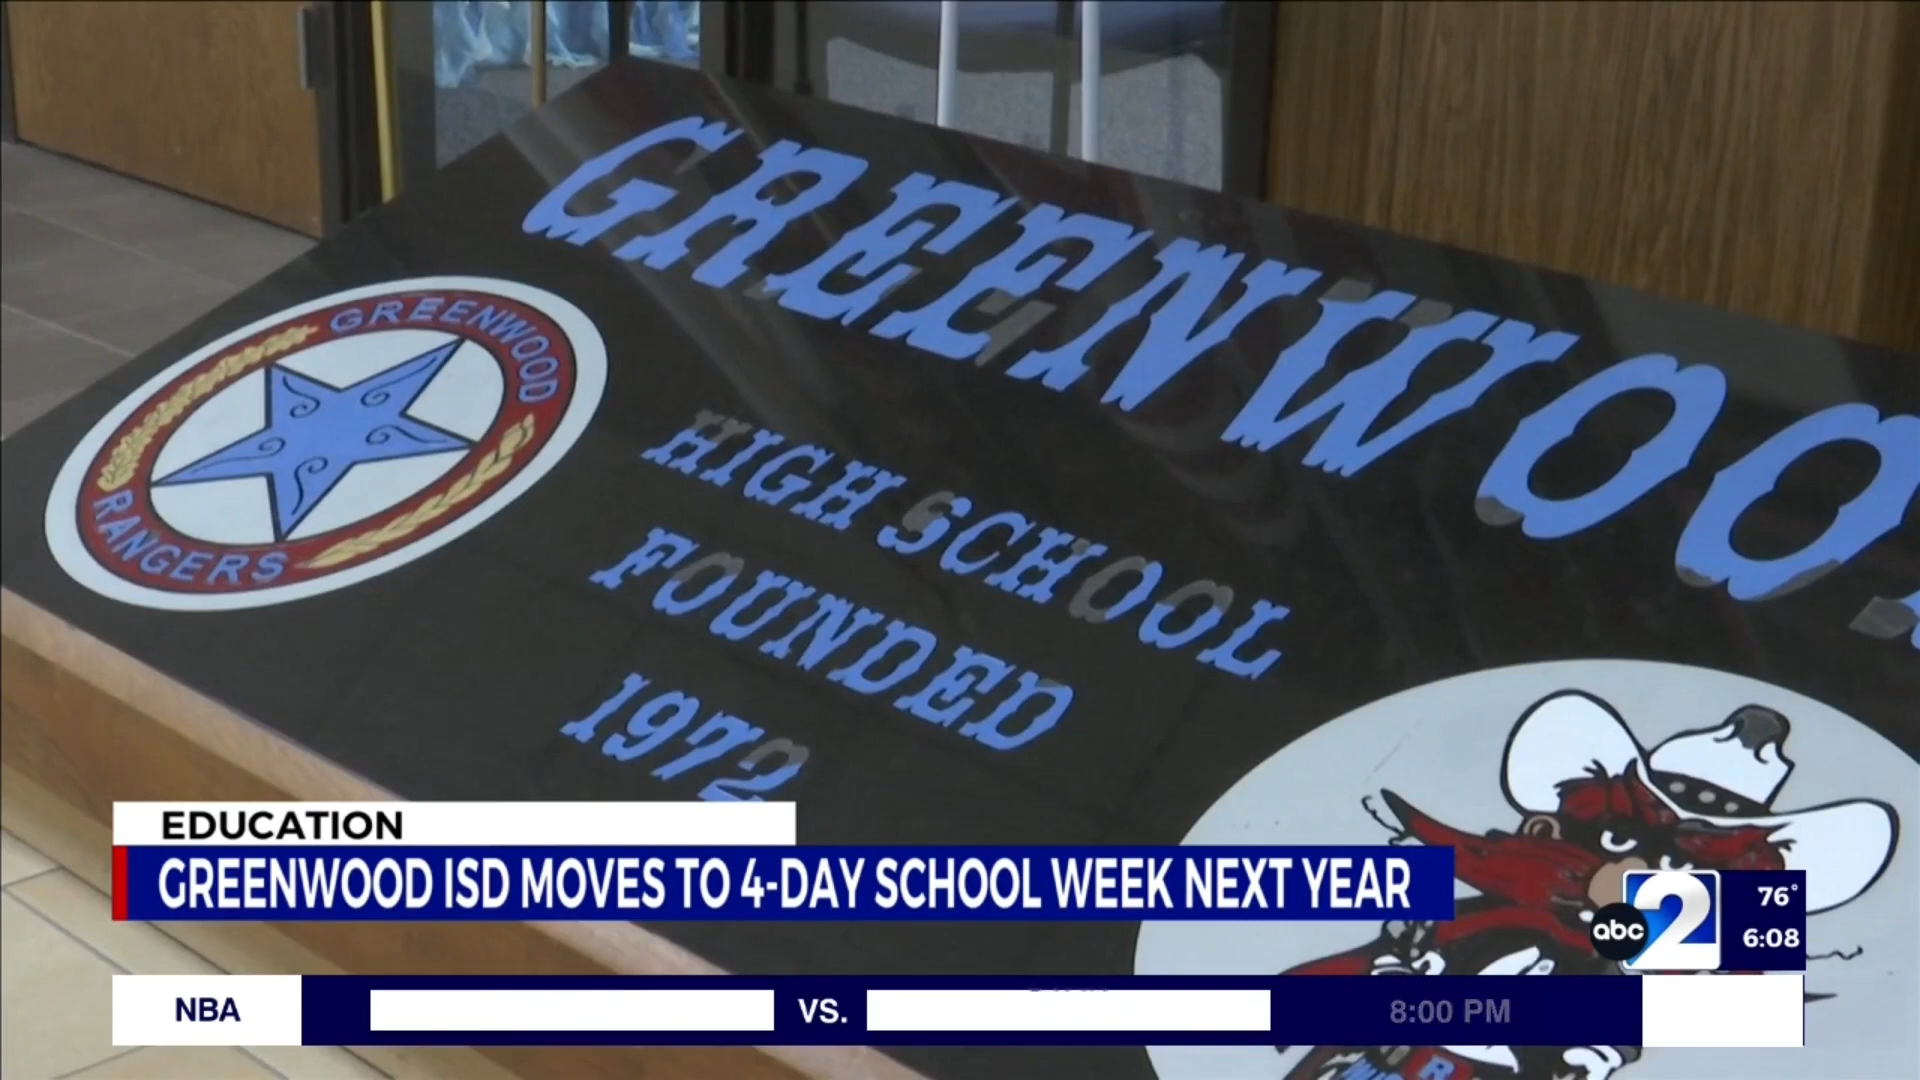 GREENWOO
GREENWOOD
RANGERS
HIGH SCHOOL
FOUNDED
1972
EDUCATION
GREENWOOD ISD MOVES TO 4-DAY SCHOOL WEEK NEXT YEAR
abc 2
76°
6:08
NBA VS. 8:00 PM
R